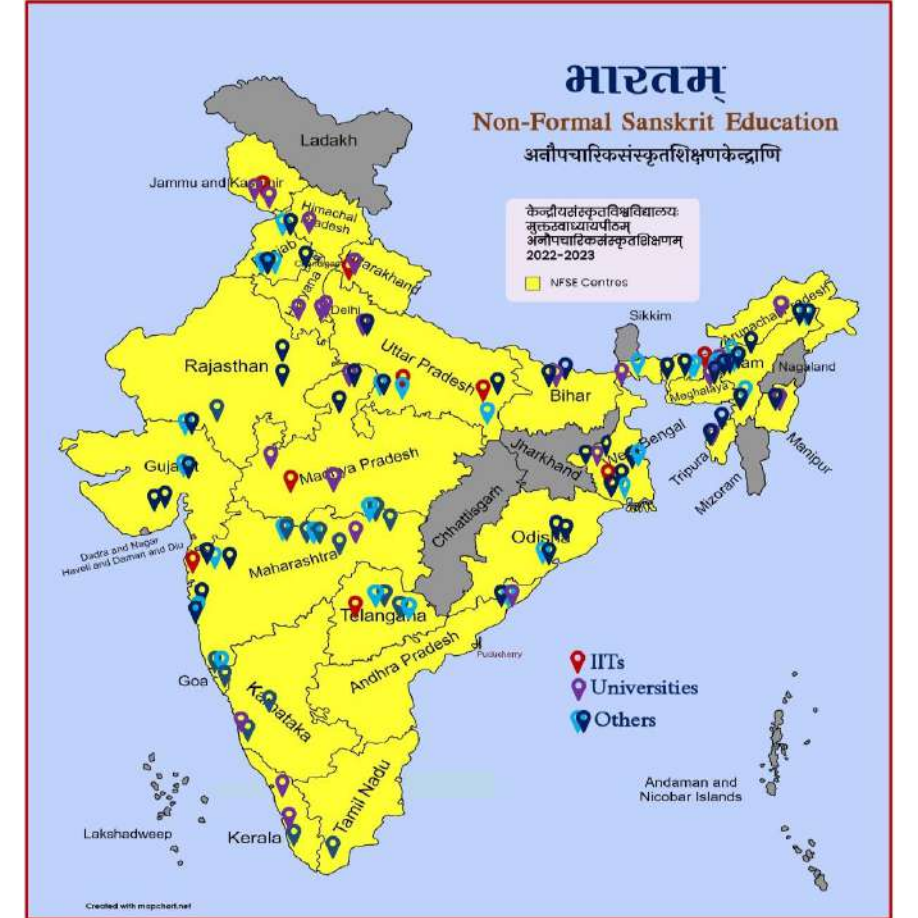 भारतम्
Non-Formal Sanskrit Education
अनौपचारिकसंस्कृतशिक्षणकेन्द्राणि
केन्द्रीयसंस्कृतविश्वविद्यालयः
मुक्तस्वाध्यायपीठम्
अनौपचारिकसंस्कृतशिक्षणम्
2022-2023
NFSE Centres
Ladakh
Jammu and Kashmir
Himachal
Pradesh
Uttarakhand
Haryana
Delhi
Sikkim
Arunachal Pradesh
Rajasthan
Uttar Pradesh
Nagaland
Bihar
Meghalaya
Manipur
Tripura
Mizoram
West Bengal
Jharkhand
Gujarat
Madhya Pradesh
Chhattisgarh
Odisha
Dadra and Nagar
Haveli and Daman and Diu
Maharashtra
Telangana
Andhra Pradesh
Puducherry
Goa
Karnataka
IITs
Universities
Others
Andaman and
Nicobar Islands
Tamil Nadu
Lakshadweep
Kerala
Created with mapchart.net